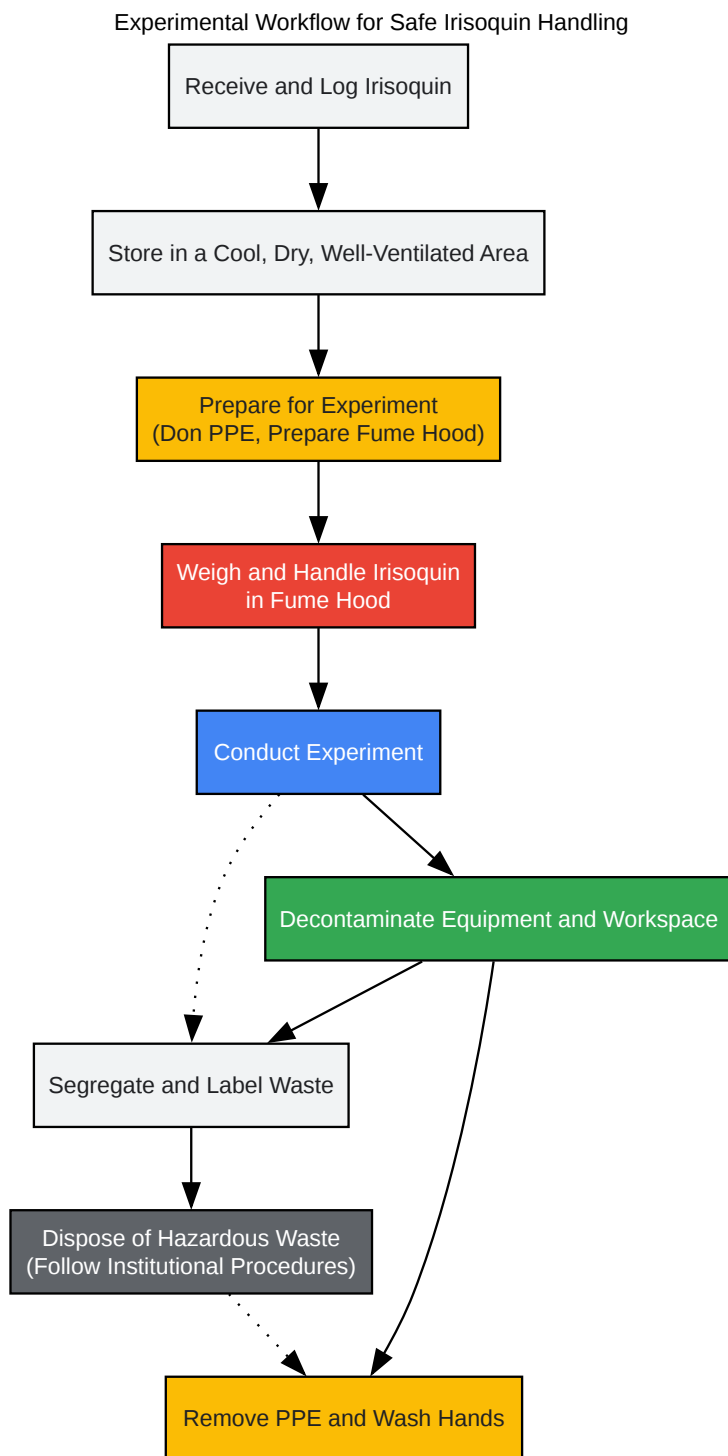 Experimental Workflow for Safe Irisoquin Handling
Receive and Log Irisoquin
Store in a Cool, Dry, Well-Ventilated Area
Prepare for Experiment
(Don PPE, Prepare Fume Hood)
Weigh and Handle Irisoquin
in Fume Hood
Conduct Experiment
Decontaminate Equipment and Workspace
Segregate and Label Waste
Dispose of Hazardous Waste
(Follow Institutional Procedures)
Remove PPE and Wash Hands